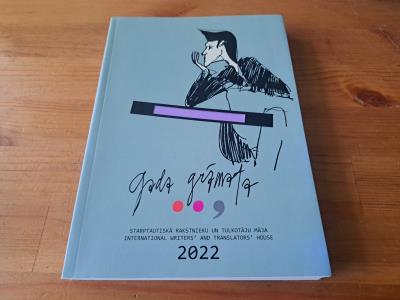 gada grāmata
STARPTAUTISKĀ RAKSTNIEKU UN TULKOTĀJU MĀJA
INTERNATIONAL WRITERS' AND TRANSLATORS' HOUSE
2022